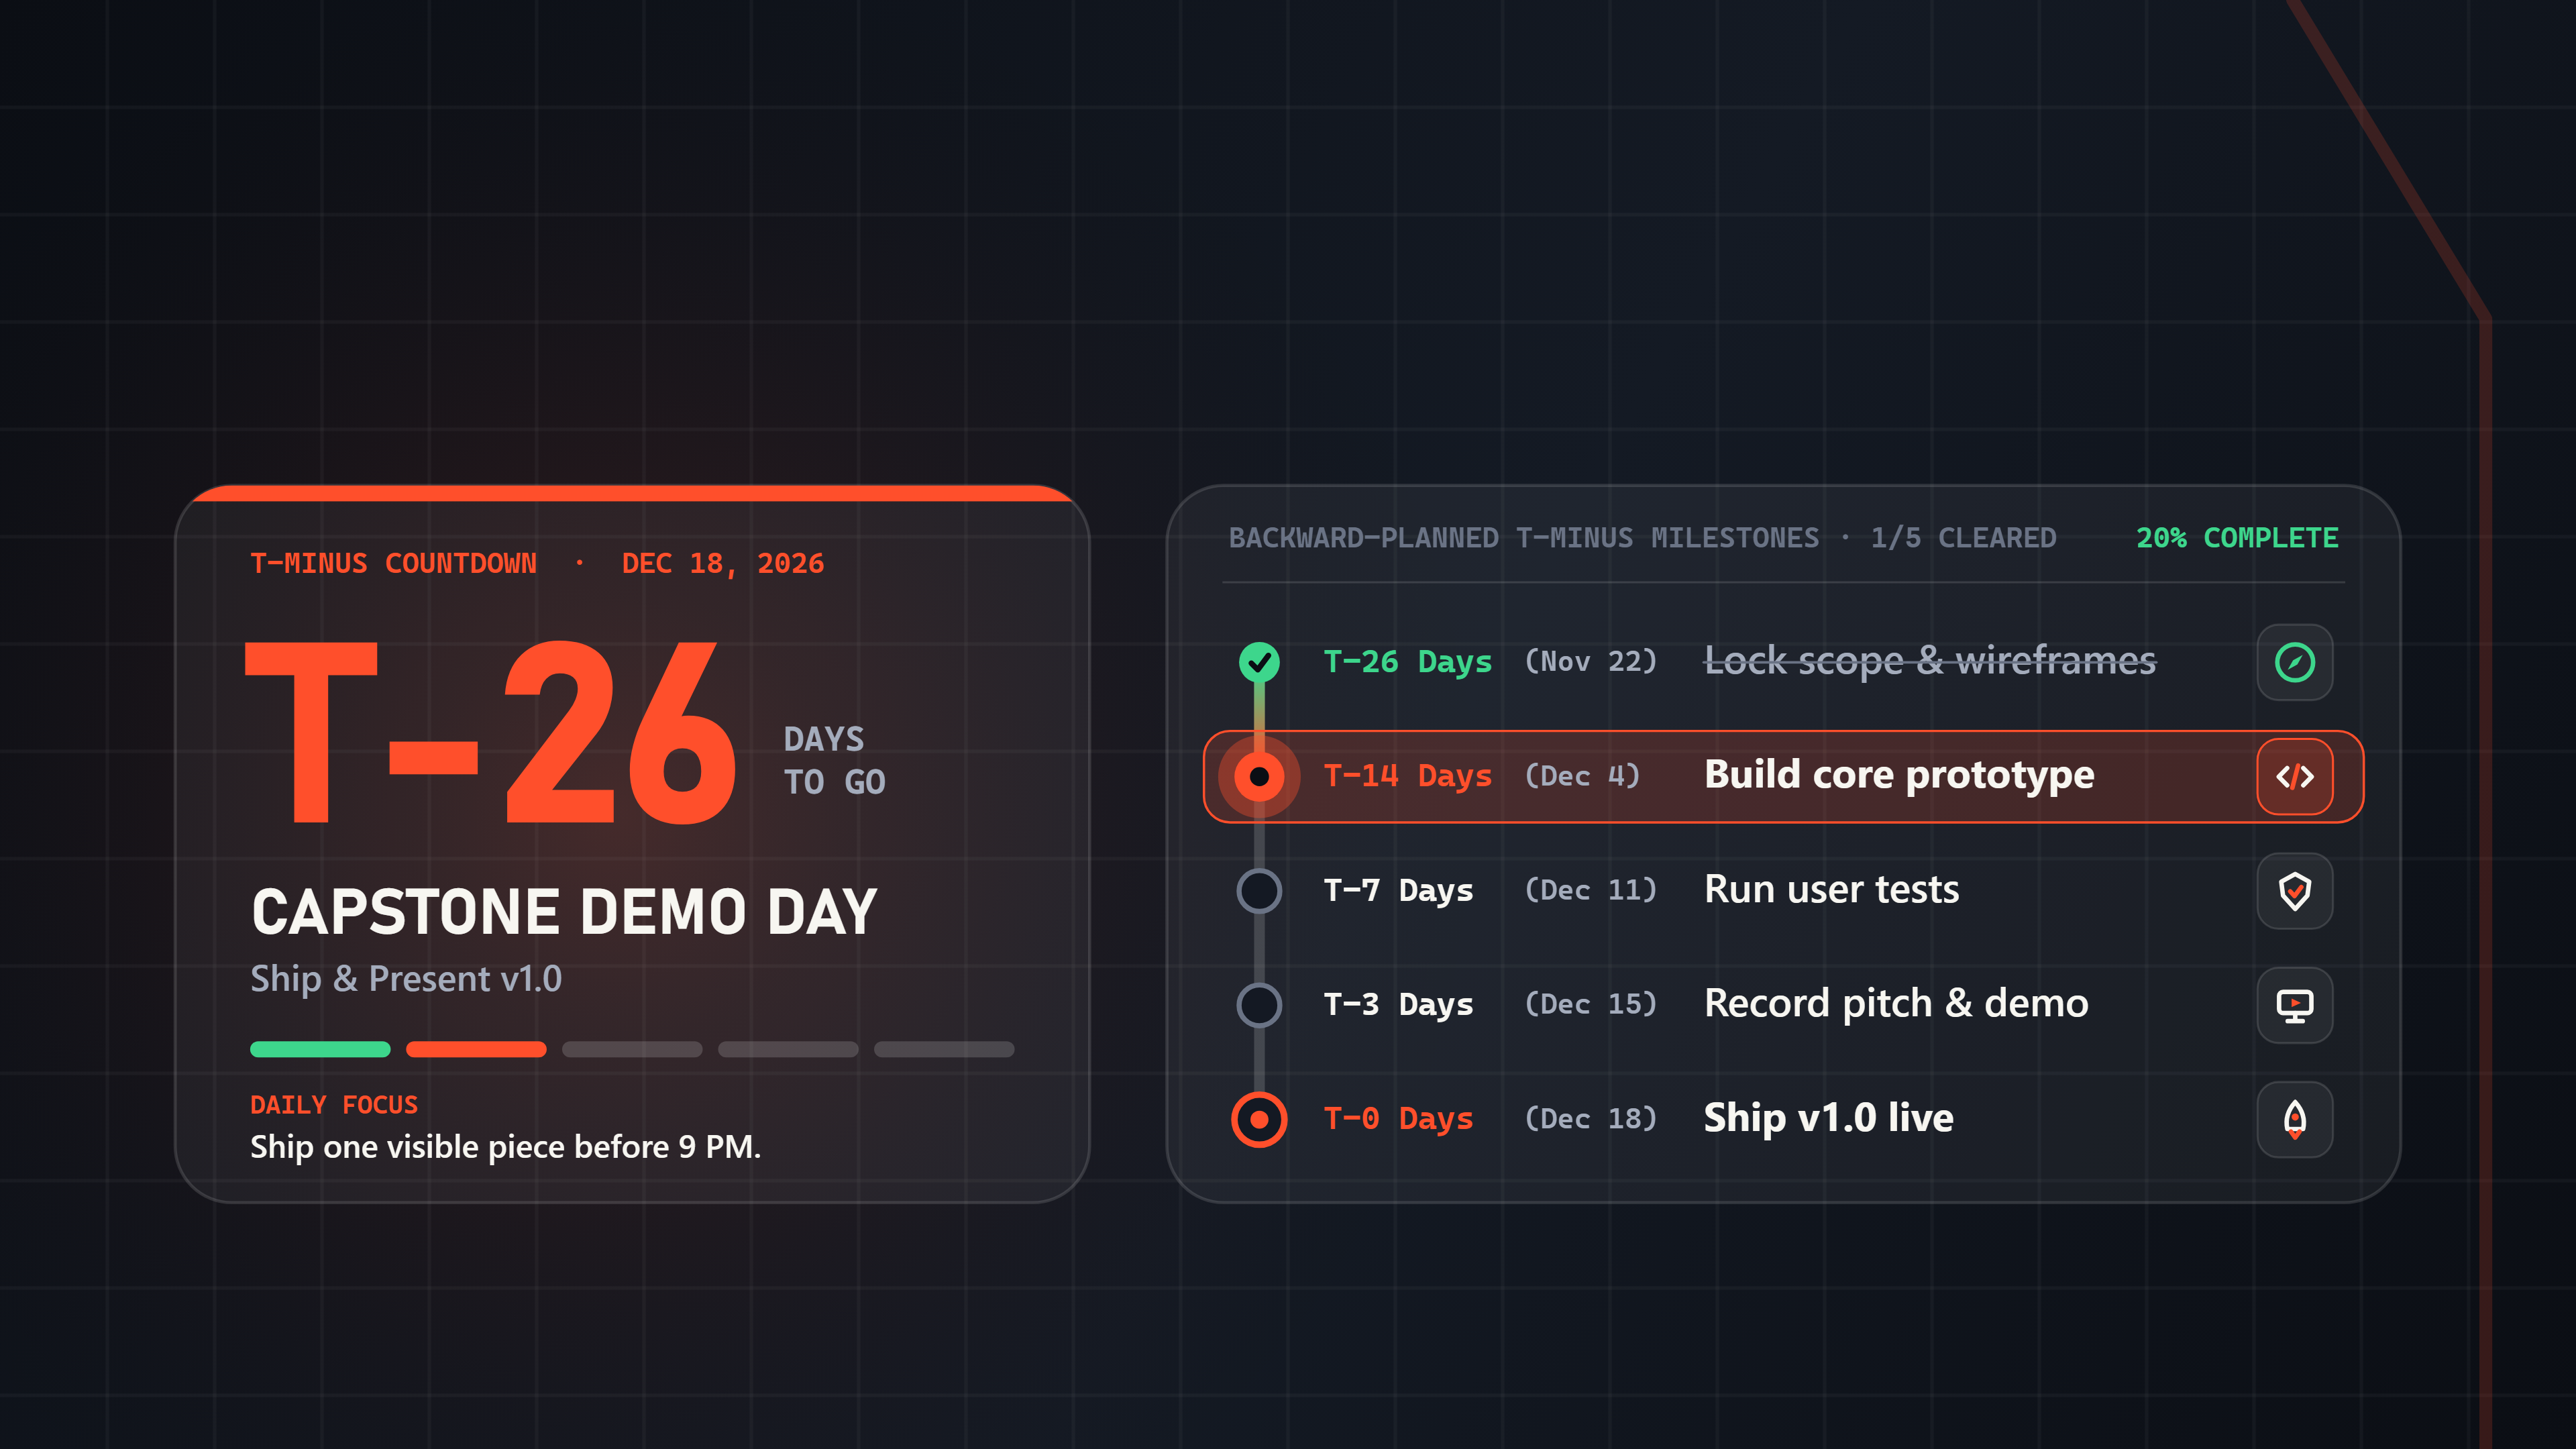 T-MINUS COUNTDOWN · DEC 18, 2026
T-26
DAYS
TO GO
CAPSTONE DEMO DAY
Ship & Present v1.0
DAILY FOCUS
Ship one visible piece before 9 PM.
BACKWARD-PLANNED T-MINUS MILESTONES · 1/5 CLEARED 20% COMPLETE
T-26 Days (Nov 22) Lock scope & wireframes
T-14 Days (Dec 4) Build core prototype
T-7 Days (Dec 11) Run user tests
T-3 Days (Dec 15) Record pitch & demo
T-0 Days (Dec 18) Ship v1.0 live